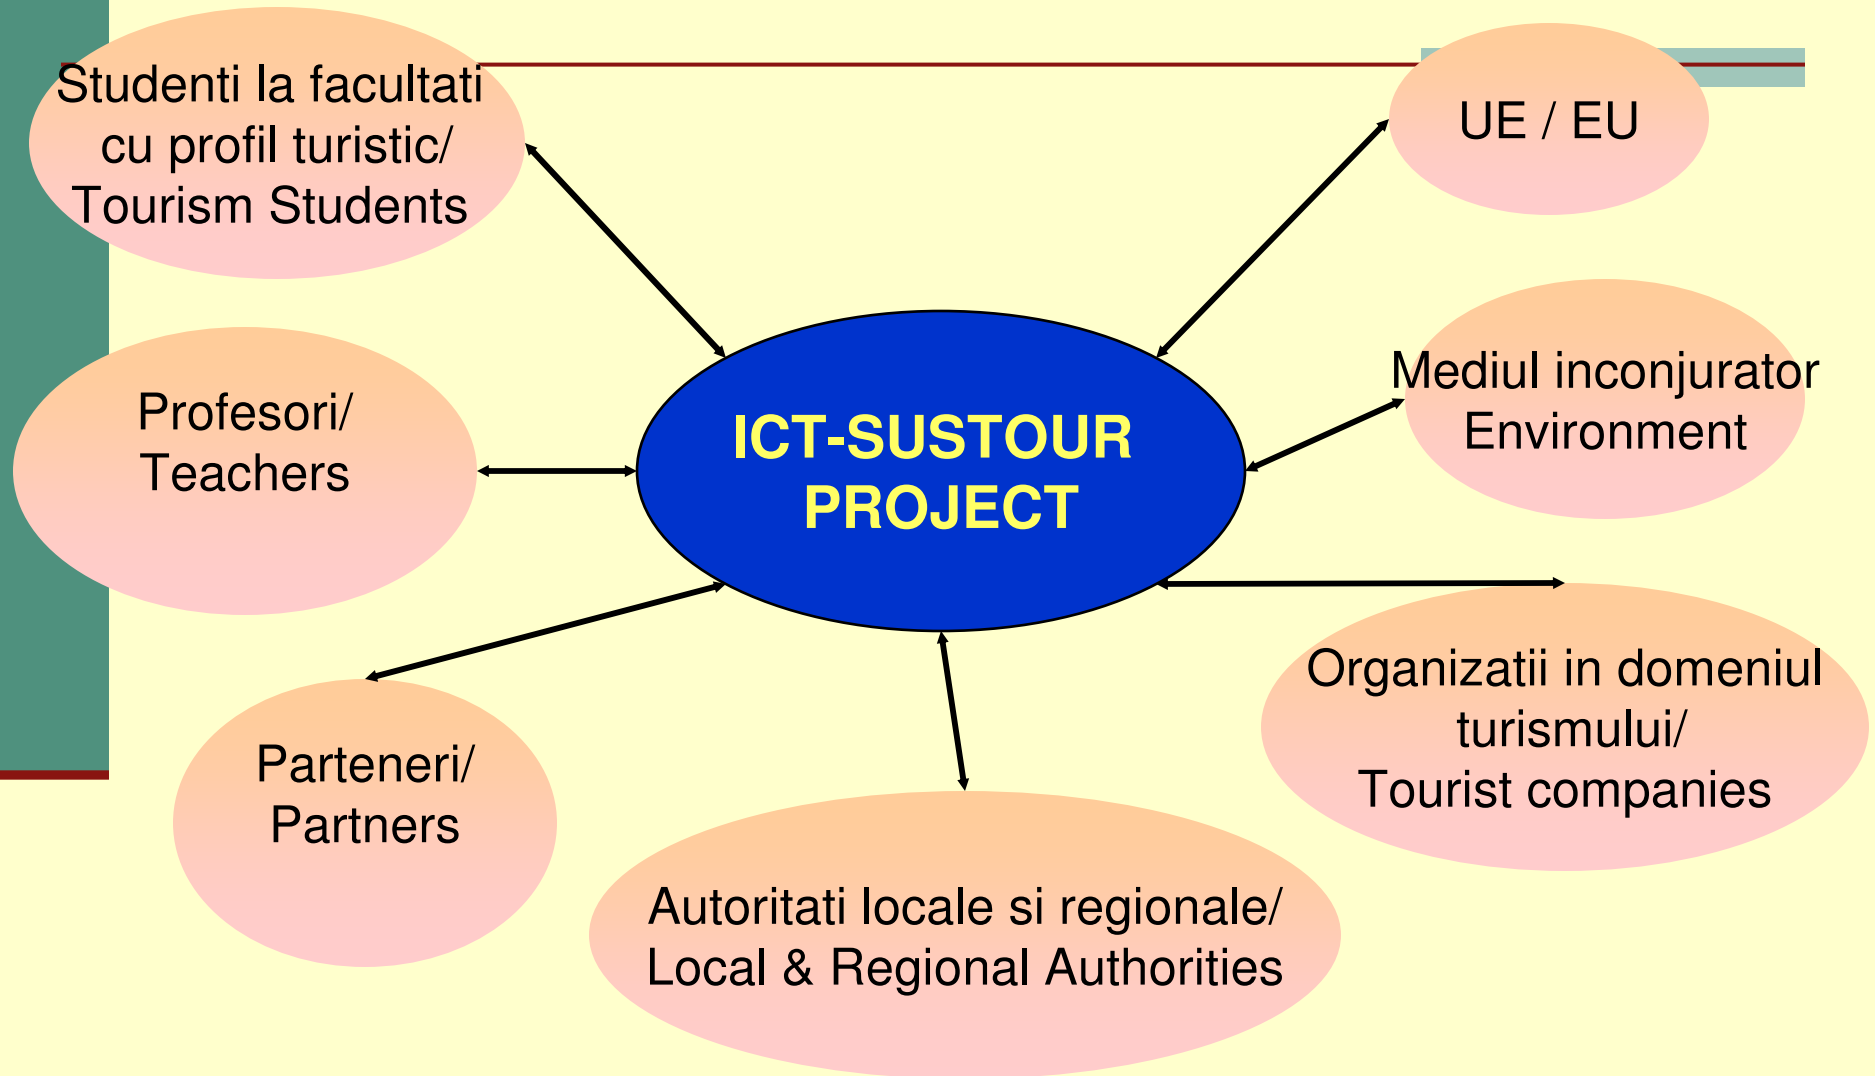 Studenti la facultati
cu profil turistic/
Tourism Students
UE / EU
Mediul inconjurator
Environment
Profesori/
Teachers
ICT-SUSTOUR
PROJECT
Organizatii in domeniul
turismului/
Tourist companies
Parteneri/
Partners
Autoritati locale si regionale/
Local & Regional Authorities